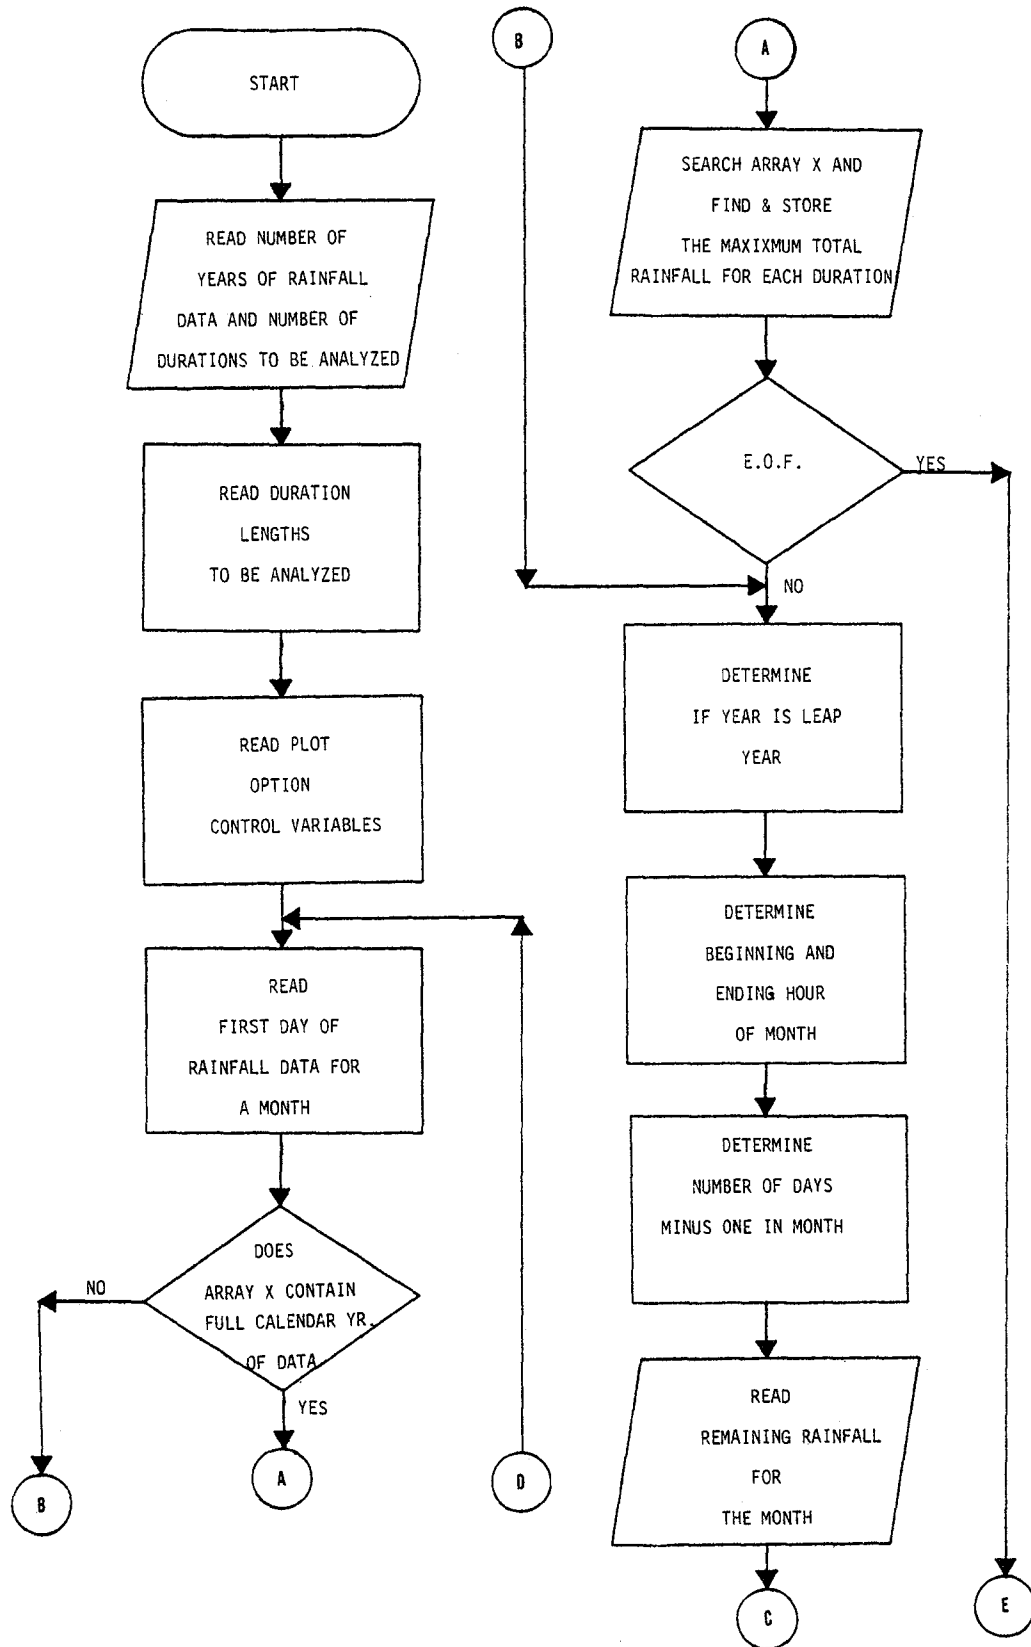 START
READ NUMBER OF
YEARS OF RAINFALL
DATA AND NUMBER OF
DURATIONS TO BE ANALYZED
READ DURATION
LENGTHS
TO BE ANALYZED
READ PLOT
OPTION
CONTROL VARIABLES
READ
FIRST DAY OF
RAINFALL DATA FOR
A MONTH
DOES
ARRAY X CONTAIN
FULL CALENDAR YR.
OF DATA
NO
YES
B
A
D
B
A
SEARCH ARRAY X AND
FIND & STORE
THE MAXIXMUM TOTAL
RAINFALL FOR EACH DURATION
E.O.F.
YES
NO
DETERMINE
IF YEAR IS LEAP
YEAR
DETERMINE
BEGINNING AND
ENDING HOUR
OF MONTH
DETERMINE
NUMBER OF DAYS
MINUS ONE IN MONTH
READ
REMAINING RAINFALL
FOR
THE MONTH
C
E